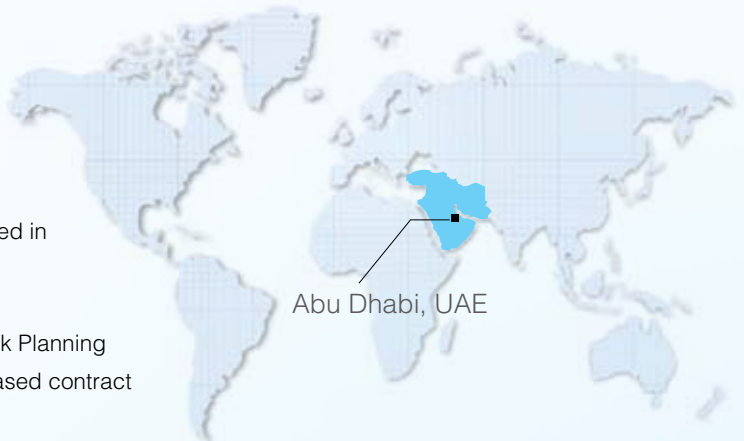 ed in
Abu Dhabi, UAE
k Planning
ased contract